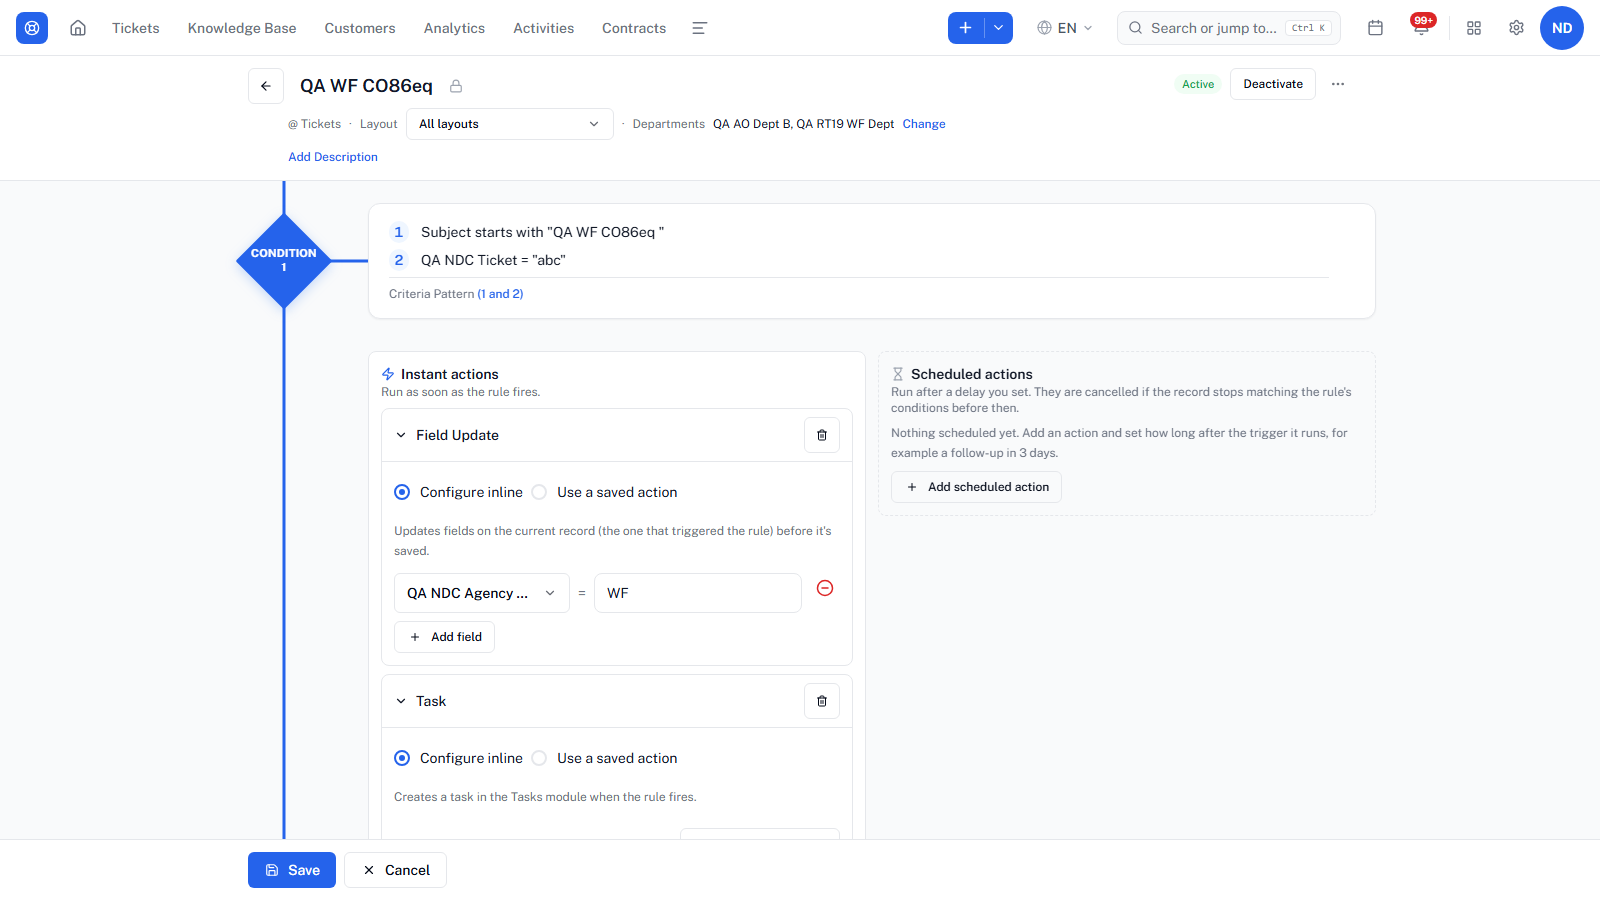 Tickets
Knowledge Base
Customers
Analytics
Activities
Contracts
EN
Search or jump to...
Ctrl K
99+
ND
QA WF CO86eq
Active
Deactivate
@ Tickets · Layout
All layouts
· Departments QA AO Dept B, QA RT19 WF Dept Change
Add Description
CONDITION
1
1 Subject starts with "QA WF CO86eq "
2 QA NDC Ticket = "abc"
Criteria Pattern (1 and 2)
Instant actions
Run as soon as the rule fires.
Field Update
Configure inline
Use a saved action
Updates fields on the current record (the one that triggered the rule) before it's
saved.
QA NDC Agency ...
=
WF
Add field
Task
Configure inline
Use a saved action
Creates a task in the Tasks module when the rule fires.
Scheduled actions
Run after a delay you set. They are cancelled if the record stops matching the rule's
conditions before then.
Nothing scheduled yet. Add an action and set how long after the trigger it runs, for
example a follow-up in 3 days.
Add scheduled action
Save
Cancel